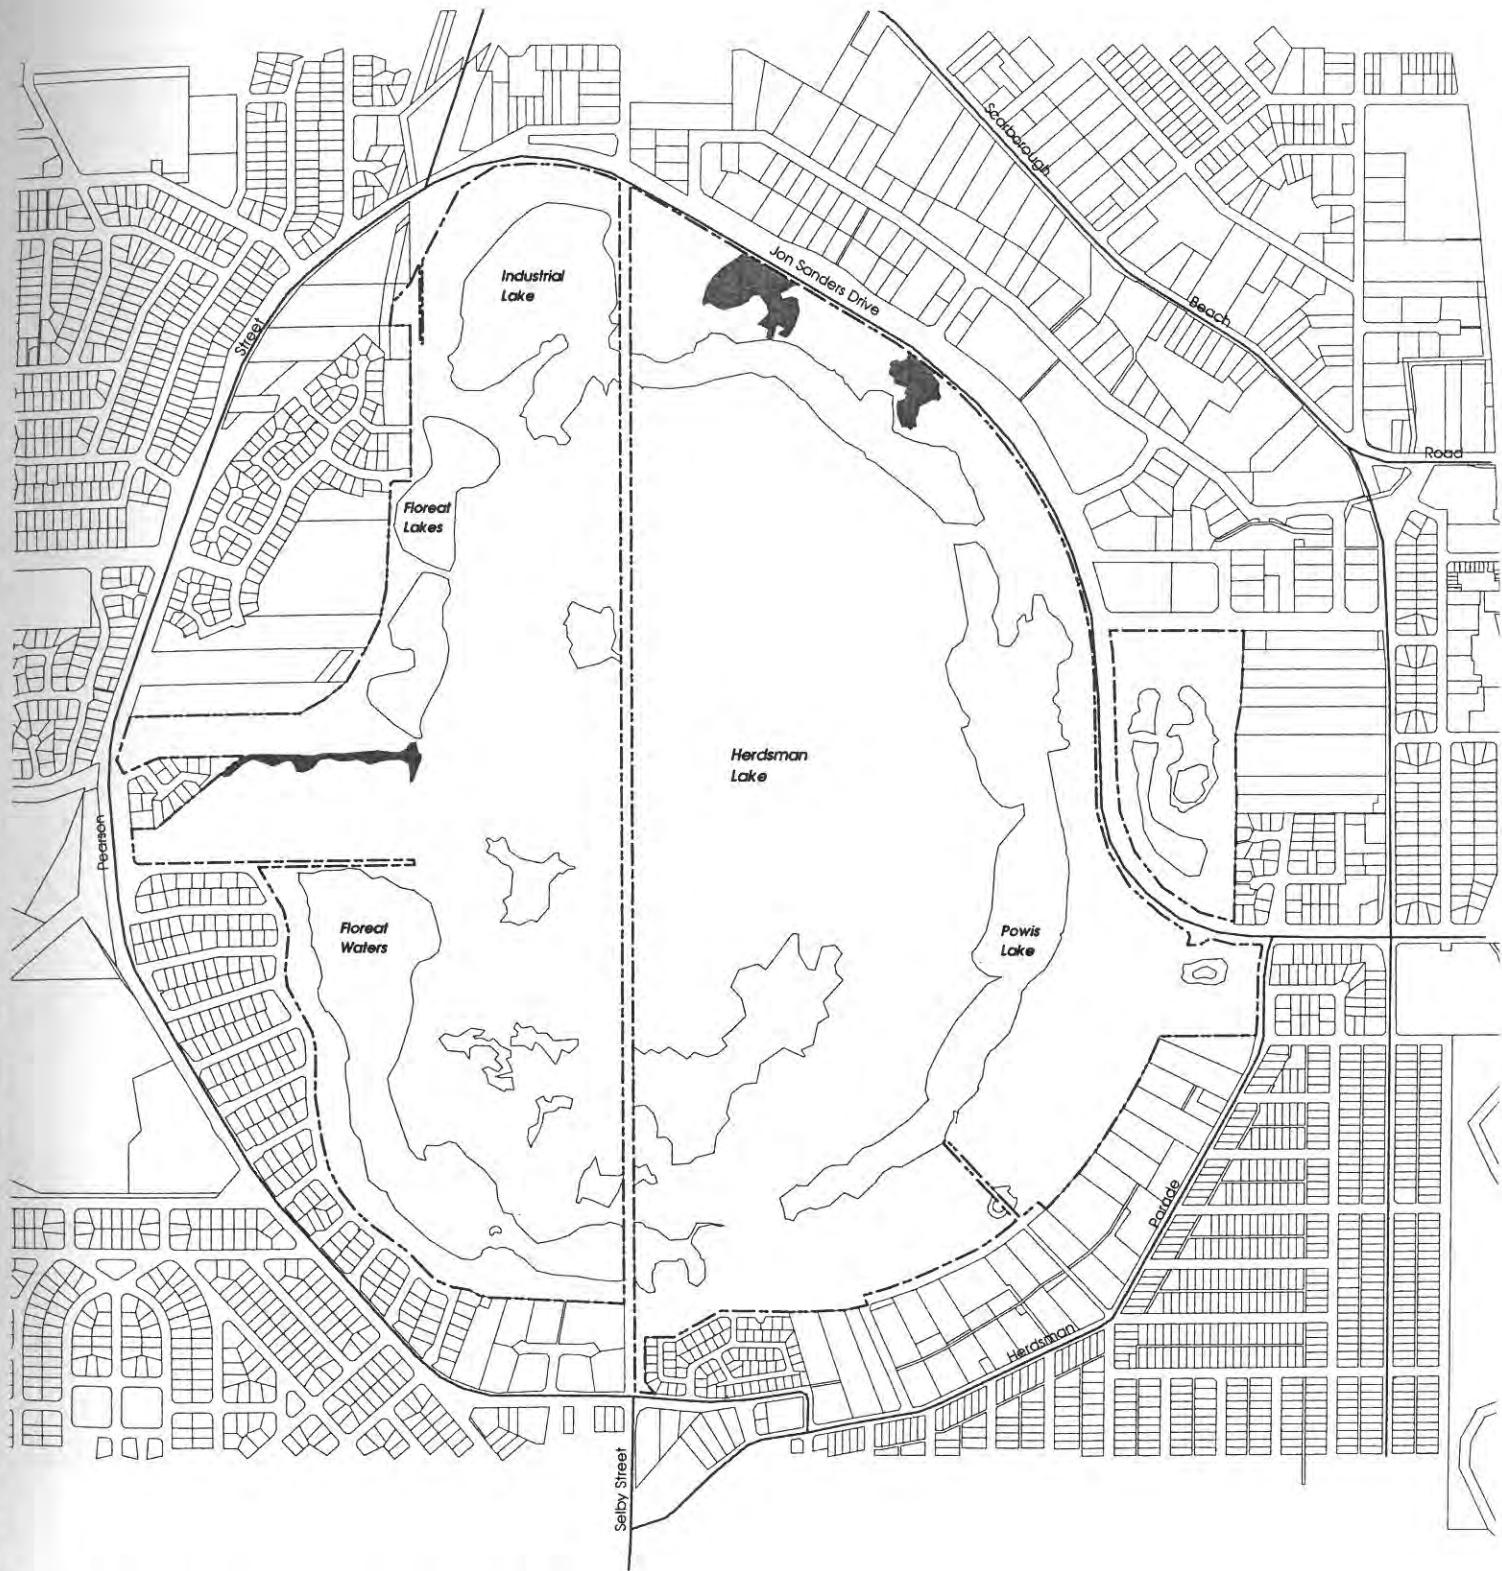 Scarborough
Beach
Road
Jon Sanders Drive
Industrial
Lake
Street
Floreat
Lakes
Herdsman
Lake
Pearson
Floreat
Waters
Powis
Lake
Parade
Herdsman
Selby Street